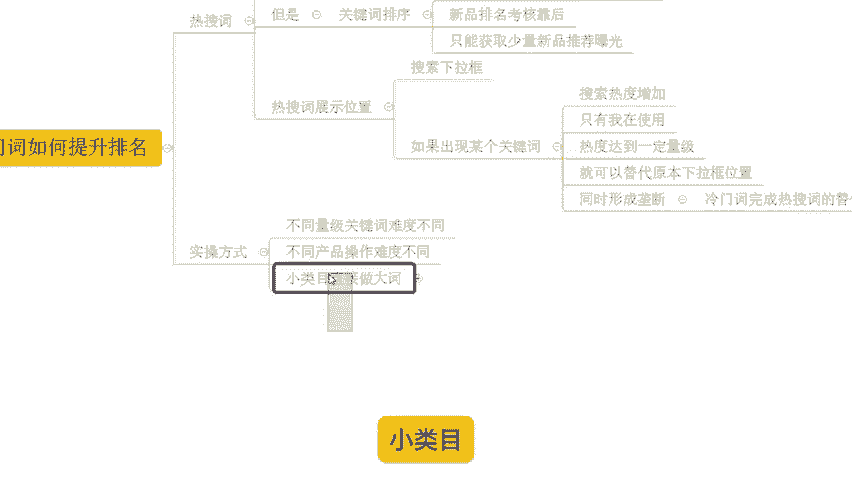 热搜词
但是
关键词排序
新品排名考核靠后
只能获取少量新品推荐曝光
热搜词展示位置
搜索下拉框
如果出现某个关键词
搜索热度增加
只有我在使用
热度达到一定量级
就可以替代原本下拉框位置
同时形成垄断
冷门词完成热搜词的
门词如何提升排名
实操方式
不同量级关键词难度不同
不同产品操作难度不同
小类目 接做大词
小类目